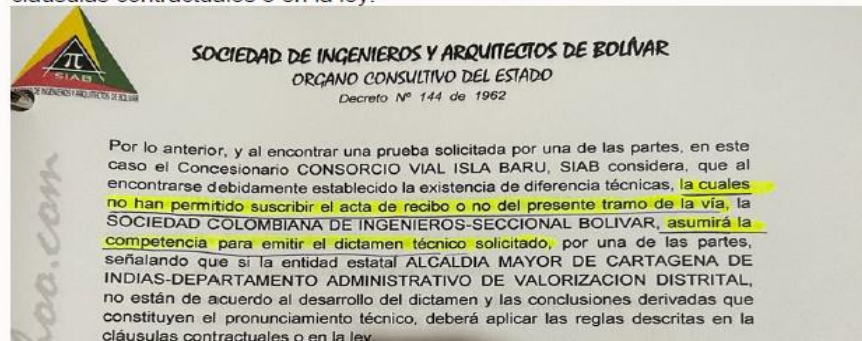 cláusulas contractuales o en la ley.
SIAB
SOCIEDAD DE INGENIEROS Y ARQUITECTOS DE BOLÍVAR
ORGANO CONSULTIVO DEL ESTADO
Decreto Nº 144 de 1962
Por lo anterior, y al encontrar una prueba solicitada por una de las partes, en este
caso el Concesionario CONSORCIO VIAL ISLA BARU, SIAB considera, que al
encontrarse debidamente establecido la existencia de diferencia técnicas, la cuales
no han permitido suscribir el acta de recibo o no del presente tramo de la vía, la
SOCIEDAD COLOMBIANA DE INGENIEROS-SECCIONAL BOLIVAR, asumirá la
competencia para emitir el dictamen técnico solicitado, por una de las partes,
señalando que si la entidad estatal ALCALDIA MAYOR DE CARTAGENA DE
INDIAS-DEPARTAMENTO ADMINISTRATIVO DE VALORIZACION DISTRITAL,
no están de acuerdo al desarrollo del dictamen y las conclusiones derivadas que
constituyen el pronunciamiento técnico, deberá aplicar las reglas descritas en la
cláusulas contractuales o en la ley.
hoo.com